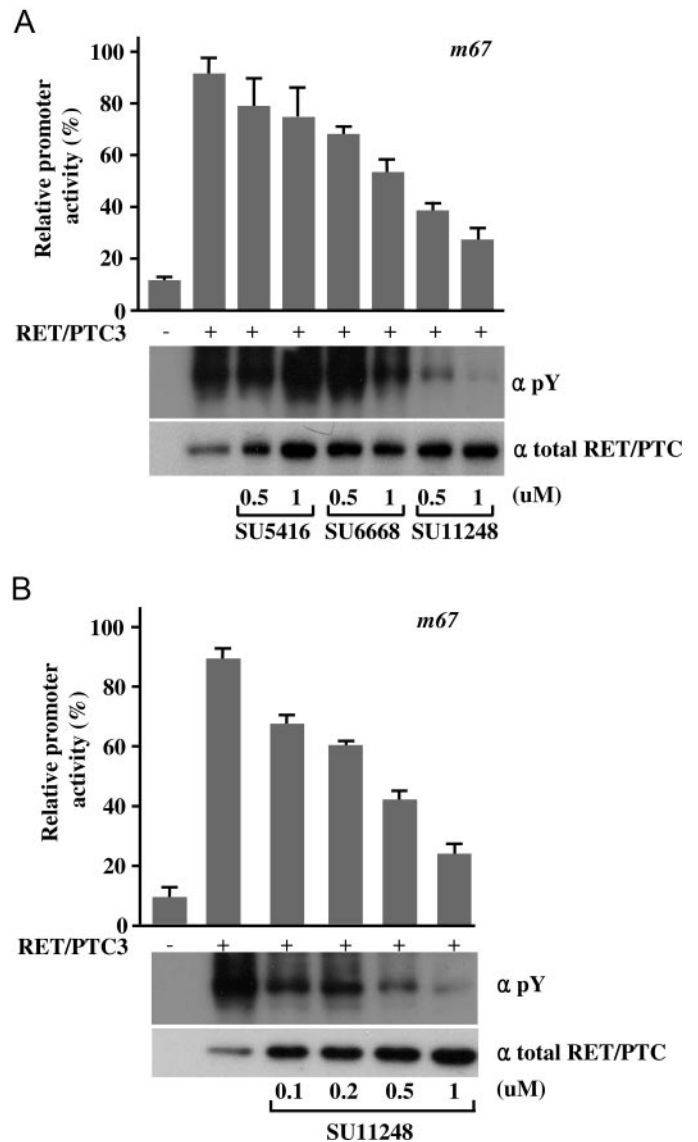 A
m67
100
80
60
40
20
0
Relative promoter
activity (%)
RET/PTC3 - + + + + + + +
α pY
α total RET/PTC
0.5 1 0.5 1 0.5 1 (uM)
SU5416 SU6668 SU11248
B
m67
100
80
60
40
20
0
Relative promoter
activity (%)
RET/PTC3 - + + + + +
α pY
α total RET/PTC
0.1 0.2 0.5 1 (uM)
SU11248